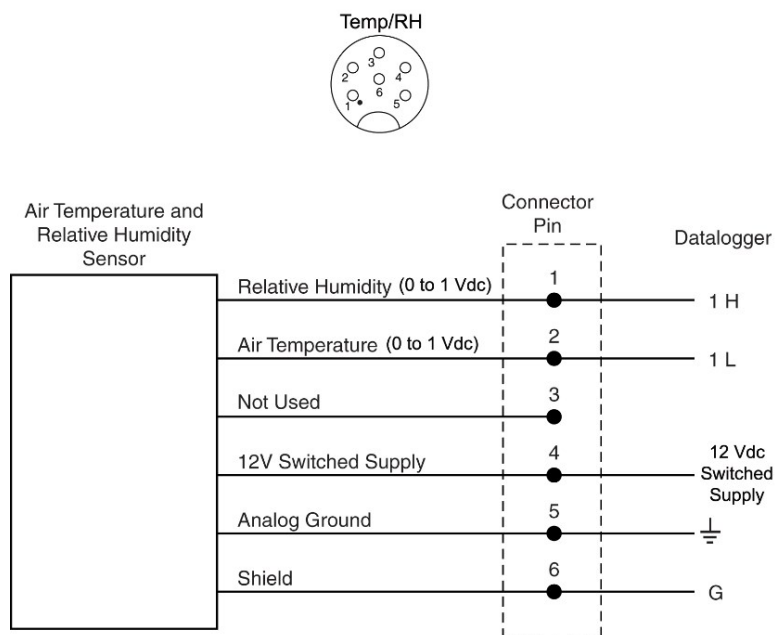 Temp/RH
3
2
4
6
1
5
Air Temperature and
Relative Humidity
Sensor
Connector
Pin
Datalogger
Relative Humidity (0 to 1 Vdc)
1
1 H
Air Temperature (0 to 1 Vdc)
2
1 L
Not Used
3
12V Switched Supply
4
12 Vdc
Switched
Supply
Analog Ground
5
Shield
6
G